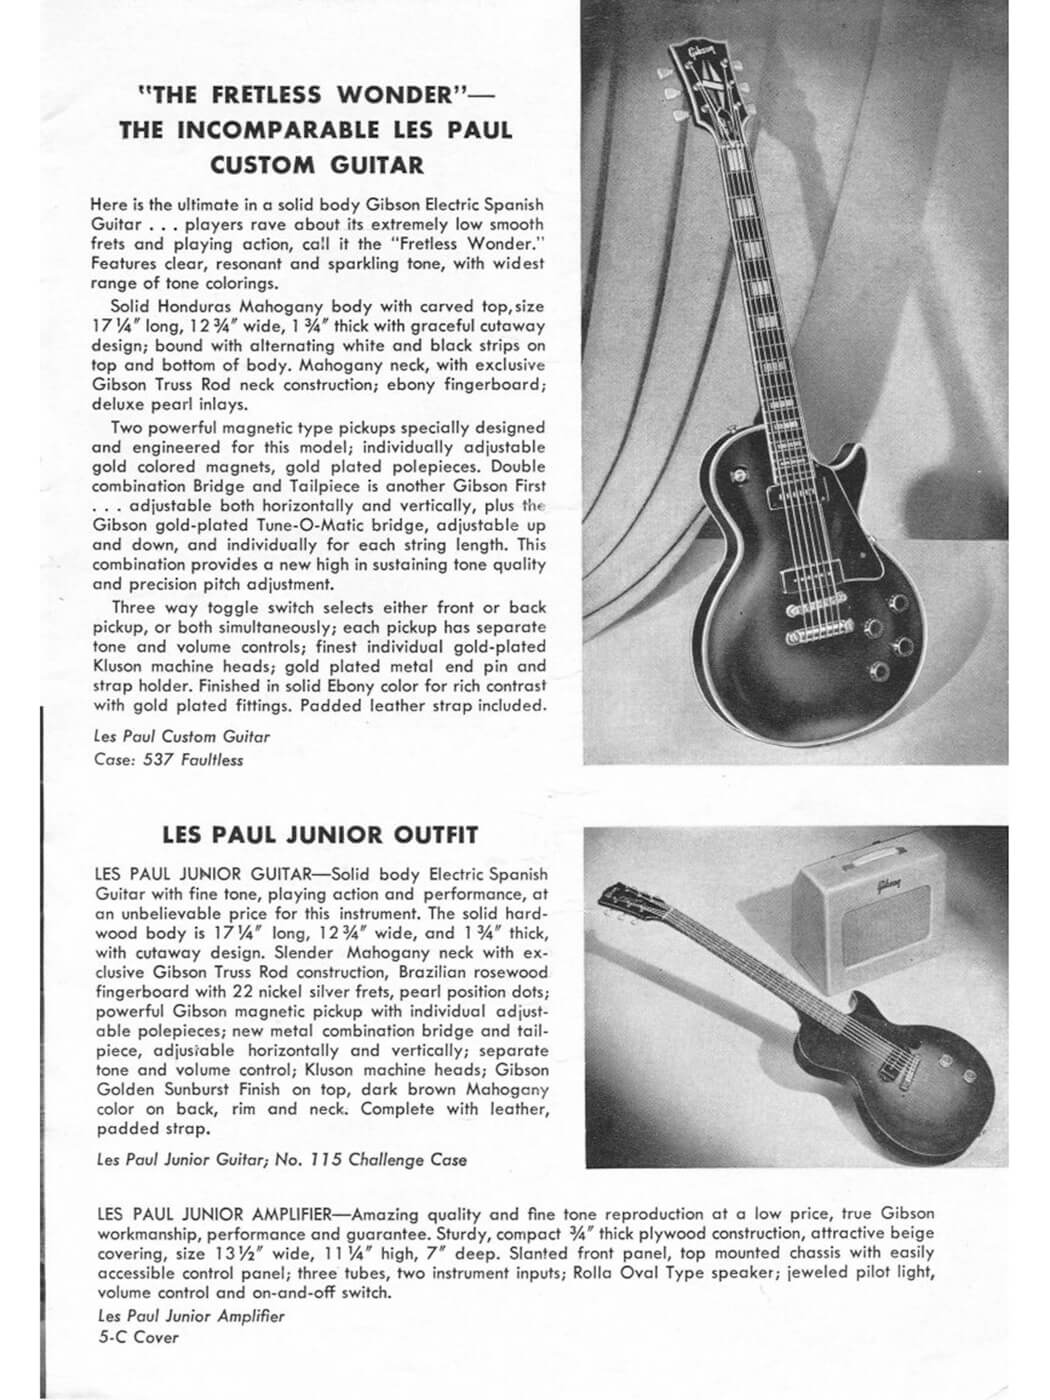 "THE FRETLESS WONDER"—
THE INCOMPARABLE LES PAUL
CUSTOM GUITAR
Here is the ultimate in a solid body Gibson Electric Spanish
Guitar . . . players rave about its extremely low smooth
frets and playing action, call it the "Fretless Wonder."
Features clear, resonant and sparkling tone, with widest
range of tone colorings.
Solid Honduras Mahogany body with carved top, size
17¼" long, 12¾" wide, 1¾" thick with graceful cutaway
design; bound with alternating white and black strips on
top and bottom of body. Mahogany neck, with exclusive
Gibson Truss Rod neck construction; ebony fingerboard;
deluxe pearl inlays.
Two powerful magnetic type pickups specially designed
and engineered for this model; individually adjustable
gold colored magnets, gold plated polepieces. Double
combination Bridge and Tailpiece is another Gibson First
. . . adjustable both horizontally and vertically, plus the
Gibson gold-plated Tune-O-Matic bridge, adjustable up
and down, and individually for each string length. This
combination provides a new high in sustaining tone quality
and precision pitch adjustment.
Three way toggle switch selects either front or back
pickup, or both simultaneously; each pickup has separate
tone and volume controls; finest individual gold-plated
Kluson machine heads; gold plated metal end pin and
strap holder. Finished in solid Ebony color for rich contrast
with gold plated fittings. Padded leather strap included.
Les Paul Custom Guitar
Case: 537 Faultless
Gibson
LES PAUL JUNIOR OUTFIT
LES PAUL JUNIOR GUITAR—Solid body Electric Spanish
Guitar with fine tone, playing action and performance, at
an unbelievable price for this instrument. The solid hard-
wood body is 17¼" long, 12¾" wide, and 1¾" thick,
with cutaway design. Slender Mahogany neck with ex-
clusive Gibson Truss Rod construction, Brazilian rosewood
fingerboard with 22 nickel silver frets, pearl position dots;
powerful Gibson magnetic pickup with individual adjust-
able polepieces; new metal combination bridge and tail-
piece, adjustable horizontally and vertically; separate
tone and volume control; Kluson machine heads; Gibson
Golden Sunburst Finish on top, dark brown Mahogany
color on back, rim and neck. Complete with leather,
padded strap.
Les Paul Junior Guitar; No. 115 Challenge Case
Gibson
LES PAUL JUNIOR AMPLIFIER—Amazing quality and fine tone reproduction at a low price, true Gibson
workmanship, performance and guarantee. Sturdy, compact ¾" thick plywood construction, attractive beige
covering, size 13½" wide, 11¼" high, 7" deep. Slanted front panel, top mounted chassis with easily
accessible control panel; three tubes, two instrument inputs; Rolla Oval Type speaker; jeweled pilot light,
volume control and on-and-off switch.
Les Paul Junior Amplifier
5-C Cover